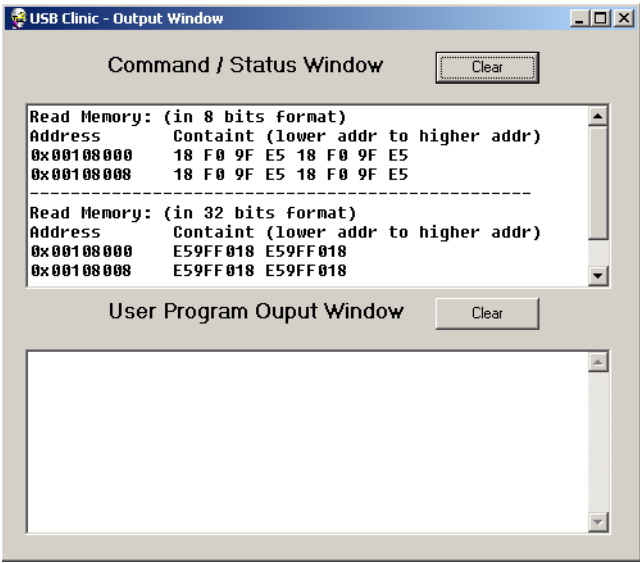 USB Clinic - Output Window
Command / Status Window
Clear
Read Memory: (in 8 bits format)
Address Containt (lower addr to higher addr)
0x00108000 18 F0 9F E5 18 F0 9F E5
0x00108008 18 F0 9F E5 18 F0 9F E5
-------------------------------------------------
Read Memory: (in 32 bits format)
Address Containt (lower addr to higher addr)
0x00108000 E59FF018 E59FF018
0x00108008 E59FF018 E59FF018
User Program Ouput Window
Clear